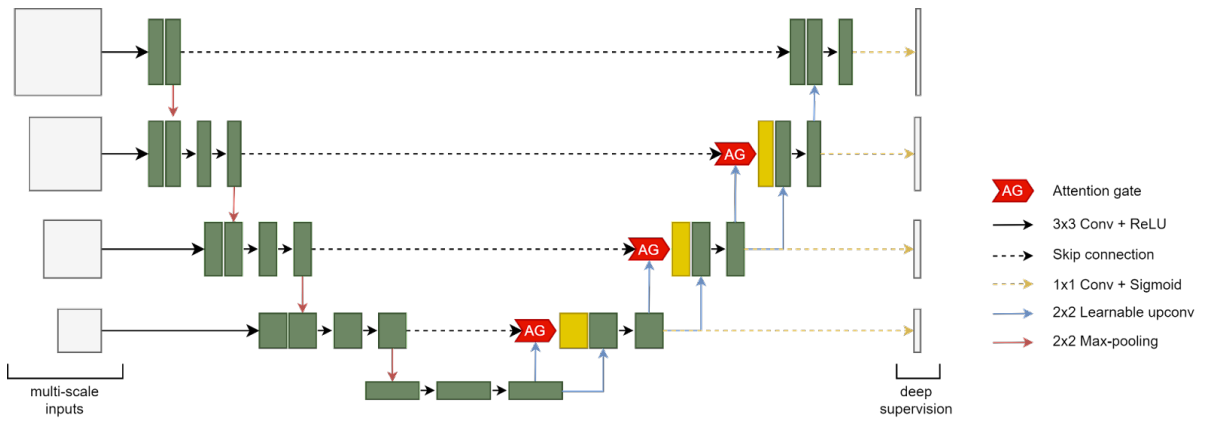 AG
AG
AG
AG
Attention gate
3x3 Conv + ReLU
Skip connection
1x1 Conv + Sigmoid
2x2 Learnable upconv
2x2 Max-pooling
multi-scale
inputs
deep
supervision